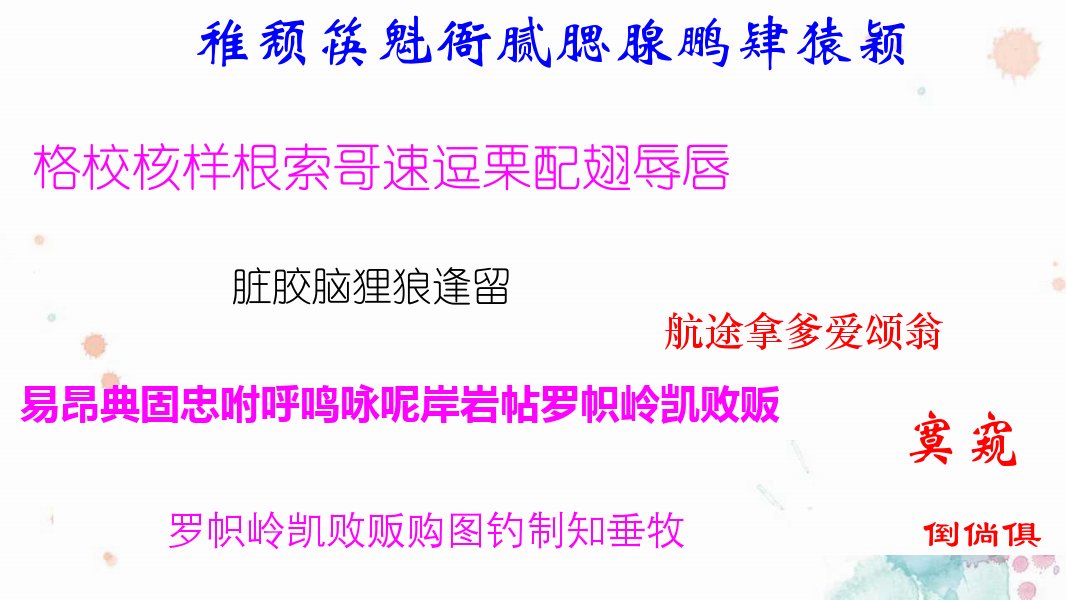 稚颓筷魁衙腻腮腺鹏肆猿颖
格校核样根索哥速逗栗配翅辱唇
脏胶脑狸狼逢留
航途拿爹爱颂翁
易昂典固忠咐呼鸣咏呢岸岩帖罗帜岭凯败贩
寞窥
罗帜岭凯败贩购图钓制知垂牧
倒倘俱